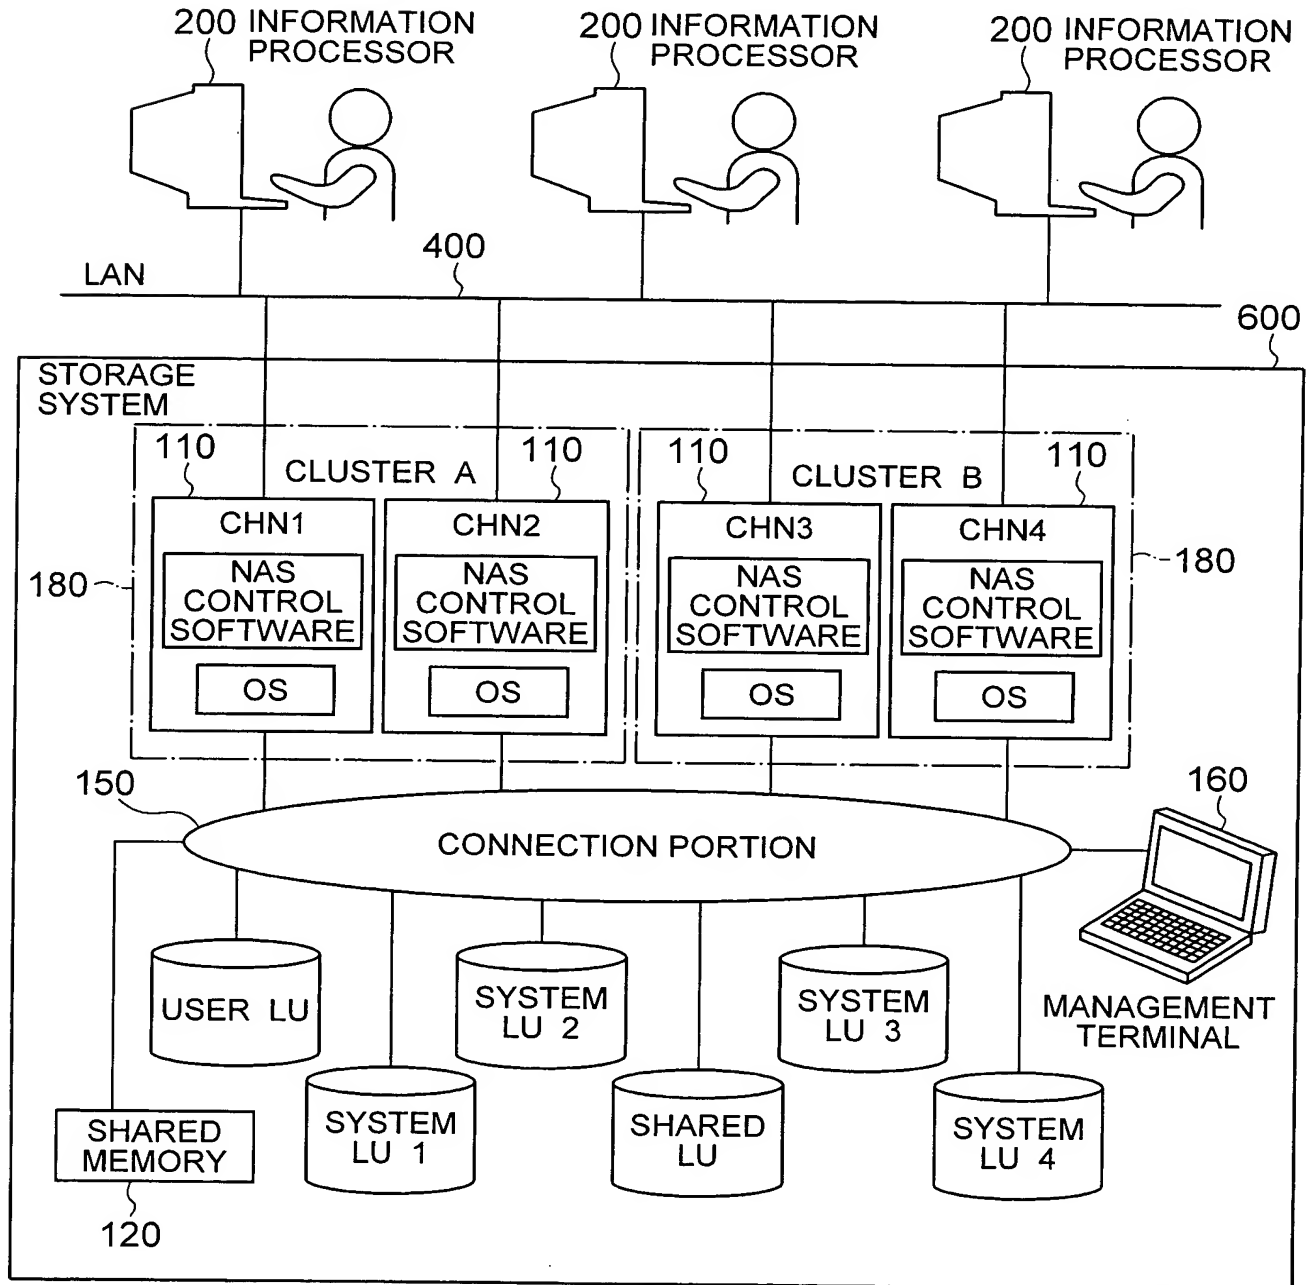 200 INFORMATION
PROCESSOR
200 INFORMATION
PROCESSOR
200 INFORMATION
PROCESSOR
400
LAN
600
STORAGE
SYSTEM
110
CLUSTER A
110
110
CLUSTER B
110
CHN1
NAS
CONTROL
SOFTWARE
OS
CHN2
NAS
CONTROL
SOFTWARE
OS
CHN3
NAS
CONTROL
SOFTWARE
OS
CHN4
NAS
CONTROL
SOFTWARE
OS
180
180
150
160
CONNECTION PORTION
USER LU
SYSTEM
LU 2
SYSTEM
LU 3
MANAGEMENT
TERMINAL
SHARED
MEMORY
SYSTEM
LU 1
SHARED
LU
SYSTEM
LU 4
120